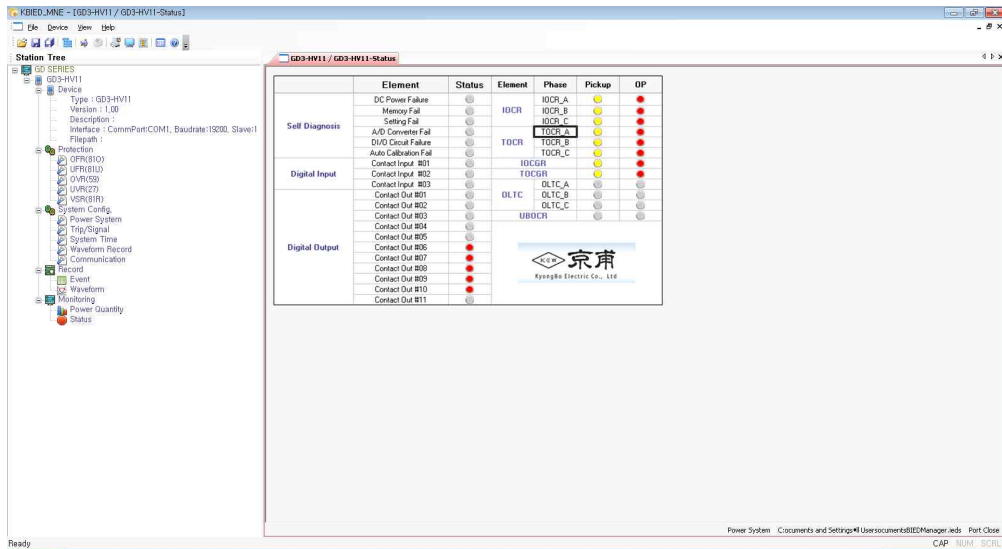 KBIED_MNE - [GD3-HV11 / GD3-HV11-Status]
File Device View Help
Station Tree
GD3-HV11 / GD3-HV11-Status
GD SERIES
GD3-HV11
Device
Type : GD3-HV11
Version : 1,00
Description :
Interface : CommPort:COM1, Baudrate:19200, Slave:1
Filepath :
Protection
OFR(81O)
UFR(81U)
OVR(59)
UVR(27)
VSR(81R)
System Config,
Power System
Trip/Signal
System Time
Waveform Record
Communication
Record
Event
Waveform
Monitoring
Power Quantity
Status
Element Status Element Phase Pickup OP
Self Diagnosis
DC Power Failure
Memory Fail
Setting Fail
A/D Converter Fail
DI/O Circuit Failure
Auto Calibration Fail
Digital Input
Contact Input #01
Contact Input #02
Contact Input #03
Digital Output
Contact Out #01
Contact Out #02
Contact Out #03
Contact Out #04
Contact Out #05
Contact Out #06
Contact Out #07
Contact Out #08
Contact Out #09
Contact Out #10
Contact Out #11
IOCR
IOCR_A
IOCR_B
IOCR_C
TOCR
TOCR_A
TOCR_B
TOCR_C
IOCGR
TOCGR
OLTC
OLTC_A
OLTC_B
OLTC_C
UBOCR
京甫
KyongBo Electric Co., Ltd
Power System C:ocuments and Settings₩ll UsersocumentsBIEDManager.ieds Port Close
Ready CAP NUM SCRL